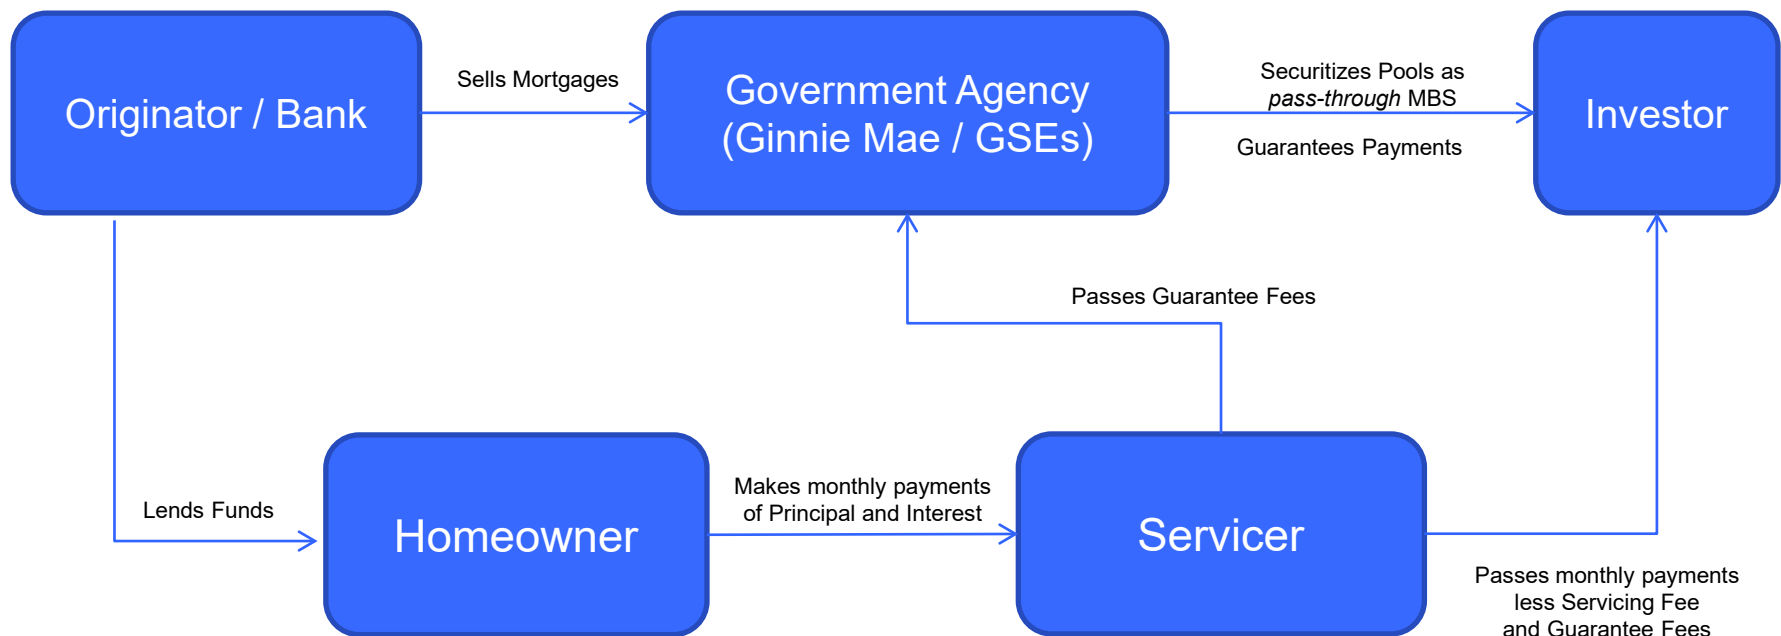 Originator / Bank
Sells Mortgages
Government Agency
(Ginnie Mae / GSEs)
Securitizes Pools as
pass-through MBS
Guarantees Payments
Investor
Passes Guarantee Fees
Lends Funds
Homeowner
Makes monthly payments
of Principal and Interest
Servicer
Passes monthly payments
less Servicing Fee
and Guarantee Fees